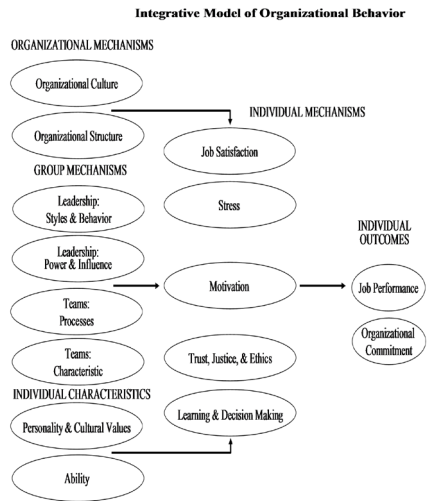 Integrative Model of Organizational Behavior
ORGANIZATIONAL MECHANISMS
Organizational Culture
Organizational Structure
GROUP MECHANISMS
Leadership:
Styles & Behavior
Leadership:
Power & Influence
Teams:
Processes
Teams:
Characteristic
INDIVIDUAL CHARACTERISTICS
Personality & Cultural Values
Ability
INDIVIDUAL MECHANISMS
Job Satisfaction
Stress
Motivation
Trust, Justice, & Ethics
Learning & Decision Making
INDIVIDUAL
OUTCOMES
Job Performance
Organizational
Commitment